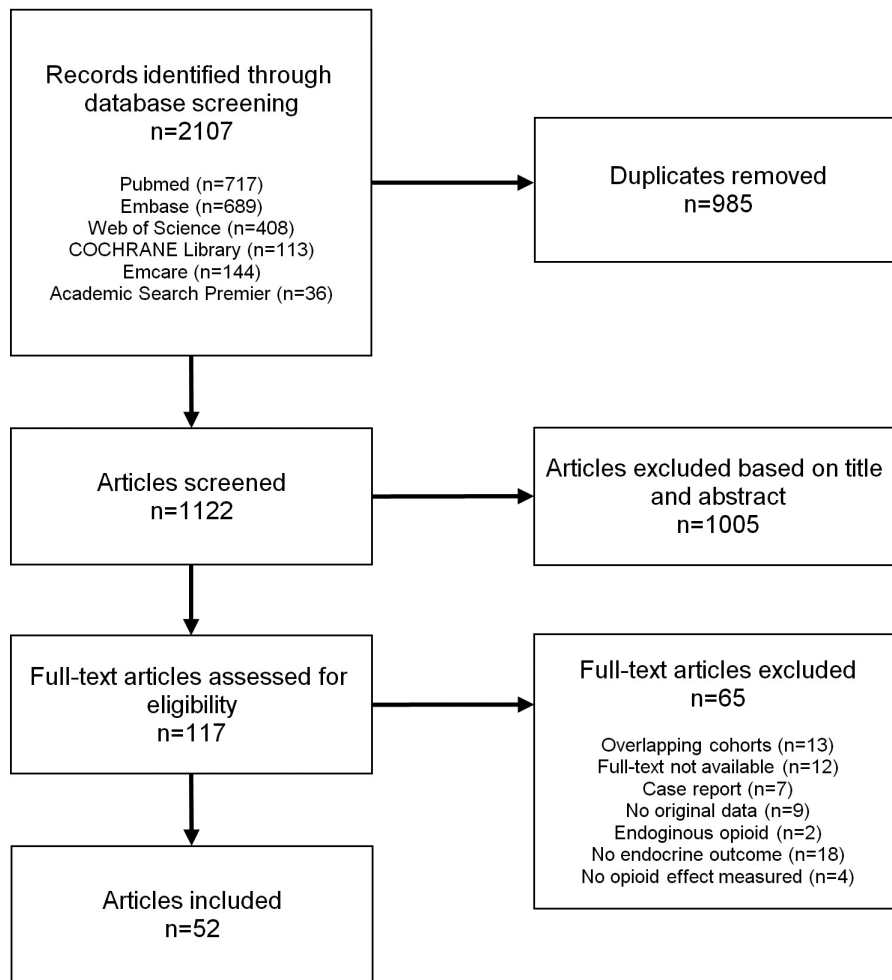 Records identified through
database screening
n=2107
Pubmed (n=717)
Embase (n=689)
Web of Science (n=408)
COCHRANE Library (n=113)
Emcare (n=144)
Academic Search Premier (n=36)
Duplicates removed
n=985
Articles screened
n=1122
Articles excluded based on title
and abstract
n=1005
Full-text articles assessed for
eligibility
n=117
Full-text articles excluded
n=65
Overlapping cohorts (n=13)
Full-text not available (n=12)
Case report (n=7)
No original data (n=9)
Endoginous opioid (n=2)
No endocrine outcome (n=18)
No opioid effect measured (n=4)
Articles included
n=52